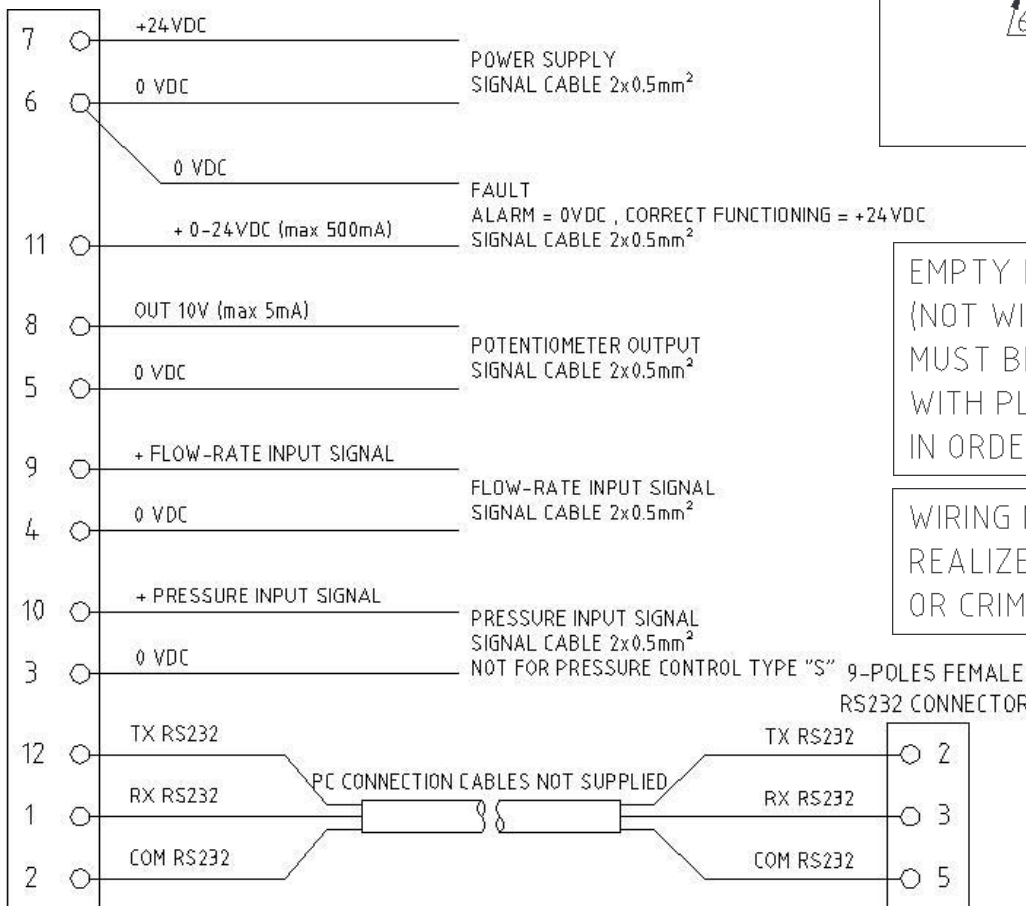 7
+24VDC
6
0 VDC
POWER SUPPLY
SIGNAL CABLE 2x0.5mm²
0 VDC
11
+ 0-24VDC (max 500mA)
FAULT
ALARM = 0VDC , CORRECT FUNCTIONING = +24VDC
SIGNAL CABLE 2x0.5mm²
8
OUT 10V (max 5mA)
5
0 VDC
POTENTIOMETER OUTPUT
SIGNAL CABLE 2x0.5mm²
9
+ FLOW-RATE INPUT SIGNAL
4
0 VDC
FLOW-RATE INPUT SIGNAL
SIGNAL CABLE 2x0.5mm²
10
+ PRESSURE INPUT SIGNAL
3
0 VDC
PRESSURE INPUT SIGNAL
SIGNAL CABLE 2x0.5mm²
NOT FOR PRESSURE CONTROL TYPE "S"
12
TX RS232
1
RX RS232
2
COM RS232
PC CONNECTION CABLES NOT SUPPLIED
9-POLES FEMALE
RS232 CONNECTOR
TX RS232
2
RX RS232
3
COM RS232
5
6
EMPTY
(NOT
MUST
WITH
IN
WIRING
OR